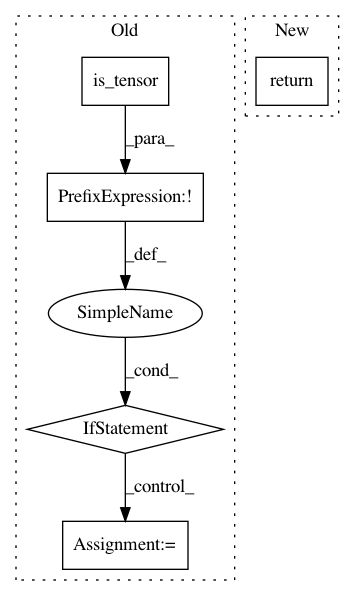 Old
New
is_tensor
return
_para_
PrefixExpression:!
_def_
SimpleName
_cond_
IfStatement
_control_
Assignment:=